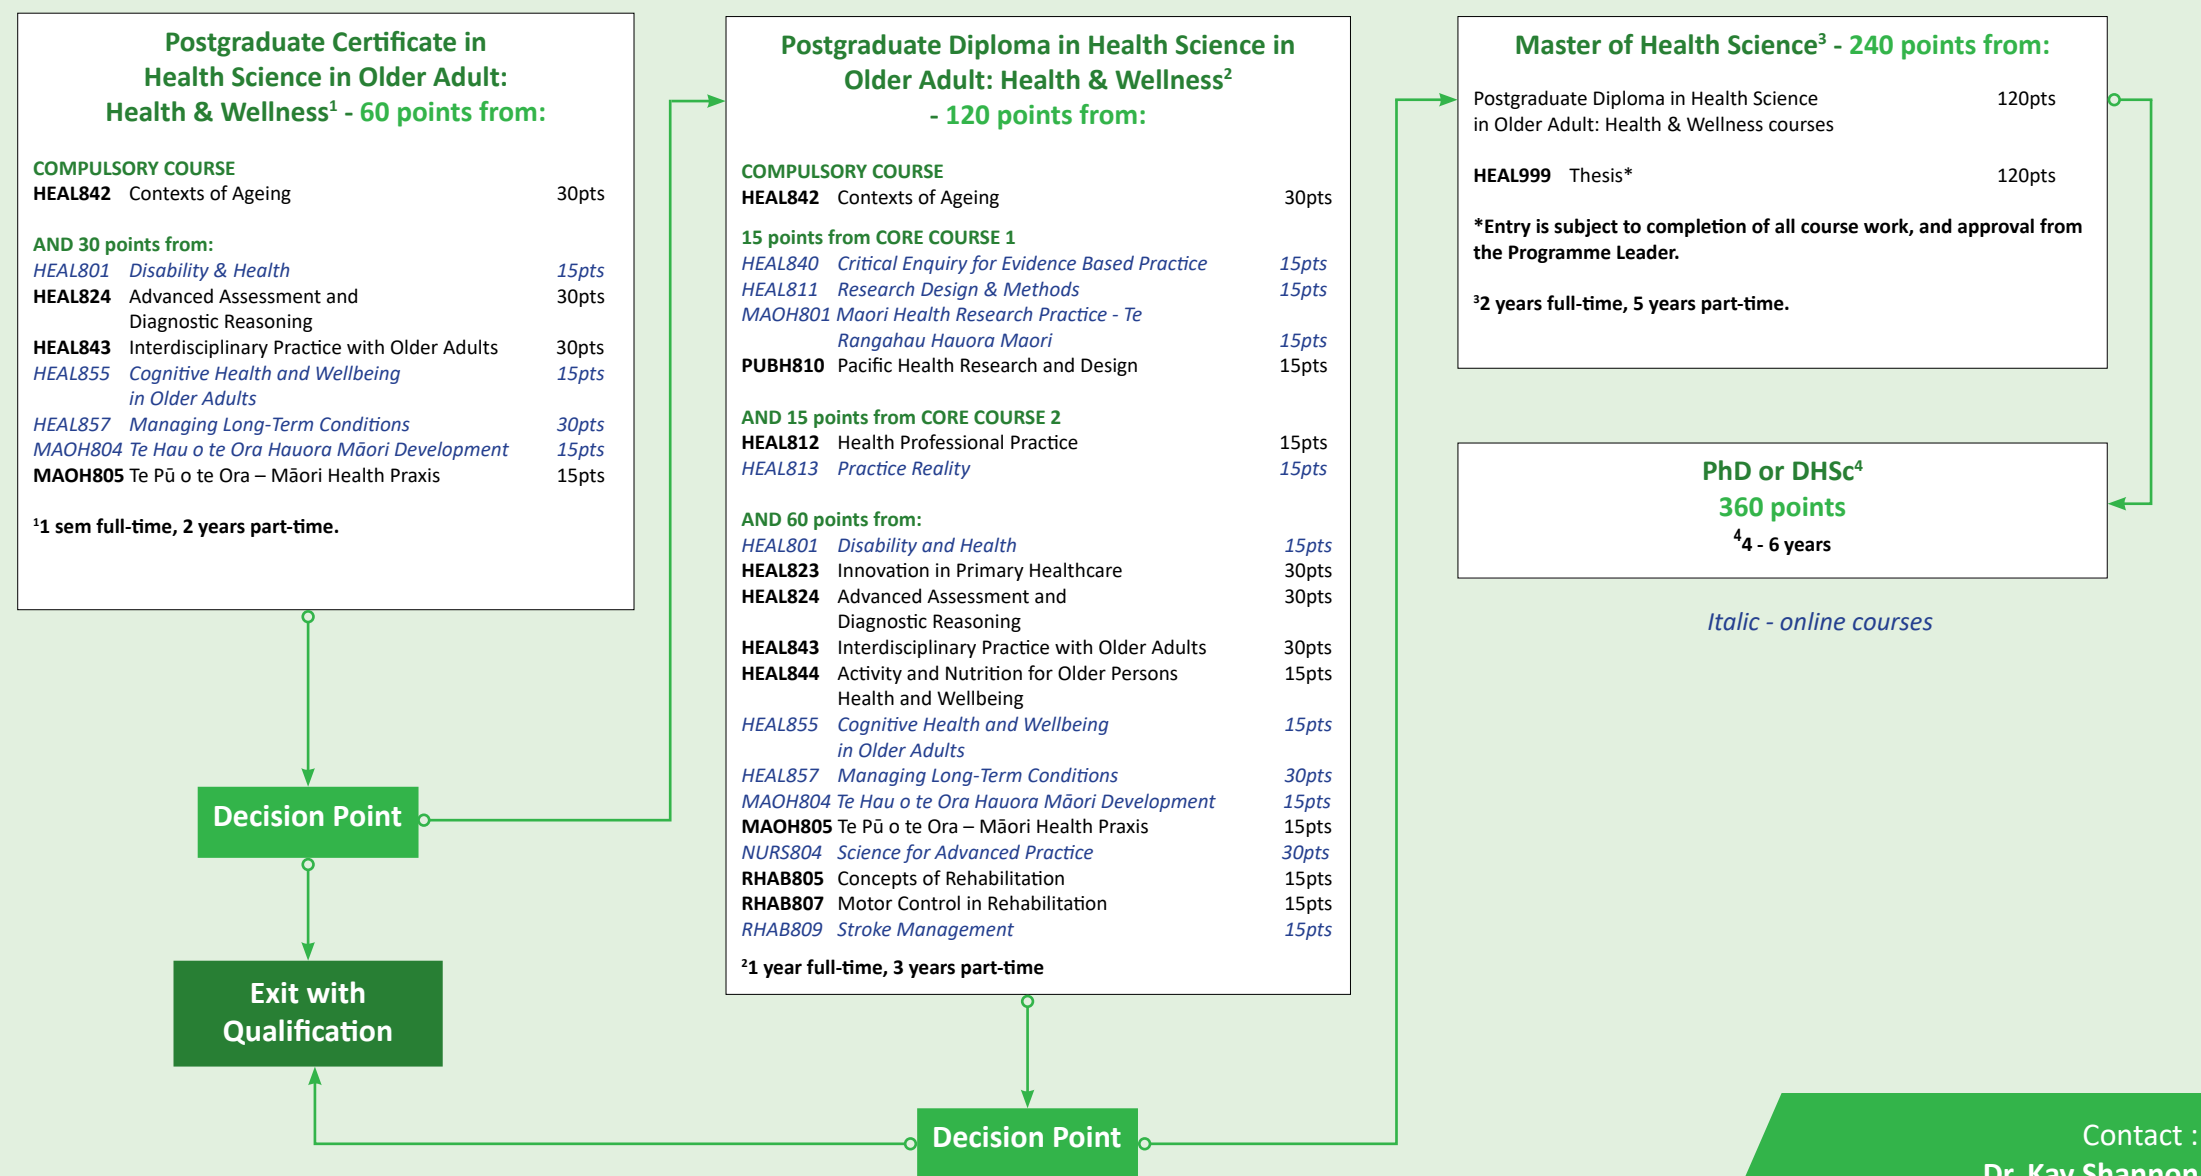 Postgraduate Certificate in
Health Science in Older Adult:
Health & Wellness¹ - 60 points from:
COMPULSORY COURSE
HEAL842 Contexts of Ageing 30pts
AND 30 points from:
HEAL801 Disability & Health 15pts
HEAL824 Advanced Assessment and 30pts
Diagnostic Reasoning
HEAL843 Interdisciplinary Practice with Older Adults 30pts
HEAL855 Cognitive Health and Wellbeing 15pts
in Older Adults
HEAL857 Managing Long-Term Conditions 30pts
MAOH804 Te Hau o te Ora Hauora Māori Development 15pts
MAOH805 Te Pū o te Ora – Māori Health Praxis 15pts
¹1 sem full-time, 2 years part-time.
Decision Point
Exit with
Qualification
Postgraduate Diploma in Health Science in
Older Adult: Health & Wellness²
- 120 points from:
COMPULSORY COURSE
HEAL842 Contexts of Ageing 30pts
15 points from CORE COURSE 1
HEAL840 Critical Enquiry for Evidence Based Practice 15pts
HEAL811 Research Design & Methods 15pts
MAOH801 Maori Health Research Practice - Te
Rangahau Hauora Maori 15pts
PUBH810 Pacific Health Research and Design 15pts
AND 15 points from CORE COURSE 2
HEAL812 Health Professional Practice 15pts
HEAL813 Practice Reality 15pts
AND 60 points from:
HEAL801 Disability and Health 15pts
HEAL823 Innovation in Primary Healthcare 30pts
HEAL824 Advanced Assessment and 30pts
Diagnostic Reasoning
HEAL843 Interdisciplinary Practice with Older Adults 30pts
HEAL844 Activity and Nutrition for Older Persons 15pts
Health and Wellbeing
HEAL855 Cognitive Health and Wellbeing 15pts
in Older Adults
HEAL857 Managing Long-Term Conditions 30pts
MAOH804 Te Hau o te Ora Hauora Māori Development 15pts
MAOH805 Te Pū o te Ora – Māori Health Praxis 15pts
NURS804 Science for Advanced Practice 30pts
RHAB805 Concepts of Rehabilitation 15pts
RHAB807 Motor Control in Rehabilitation 15pts
RHAB809 Stroke Management 15pts
²1 year full-time, 3 years part-time
Decision Point
Master of Health Science³ - 240 points from:
Postgraduate Diploma in Health Science 120pts
in Older Adult: Health & Wellness courses
HEAL999 Thesis* 120pts
*Entry is subject to completion of all course work, and approval from
the Programme Leader.
³2 years full-time, 5 years part-time.
PhD or DHSc⁴
360 points
⁴4 - 6 years
Italic - online courses
Contact :
Dr. Kay Shannon